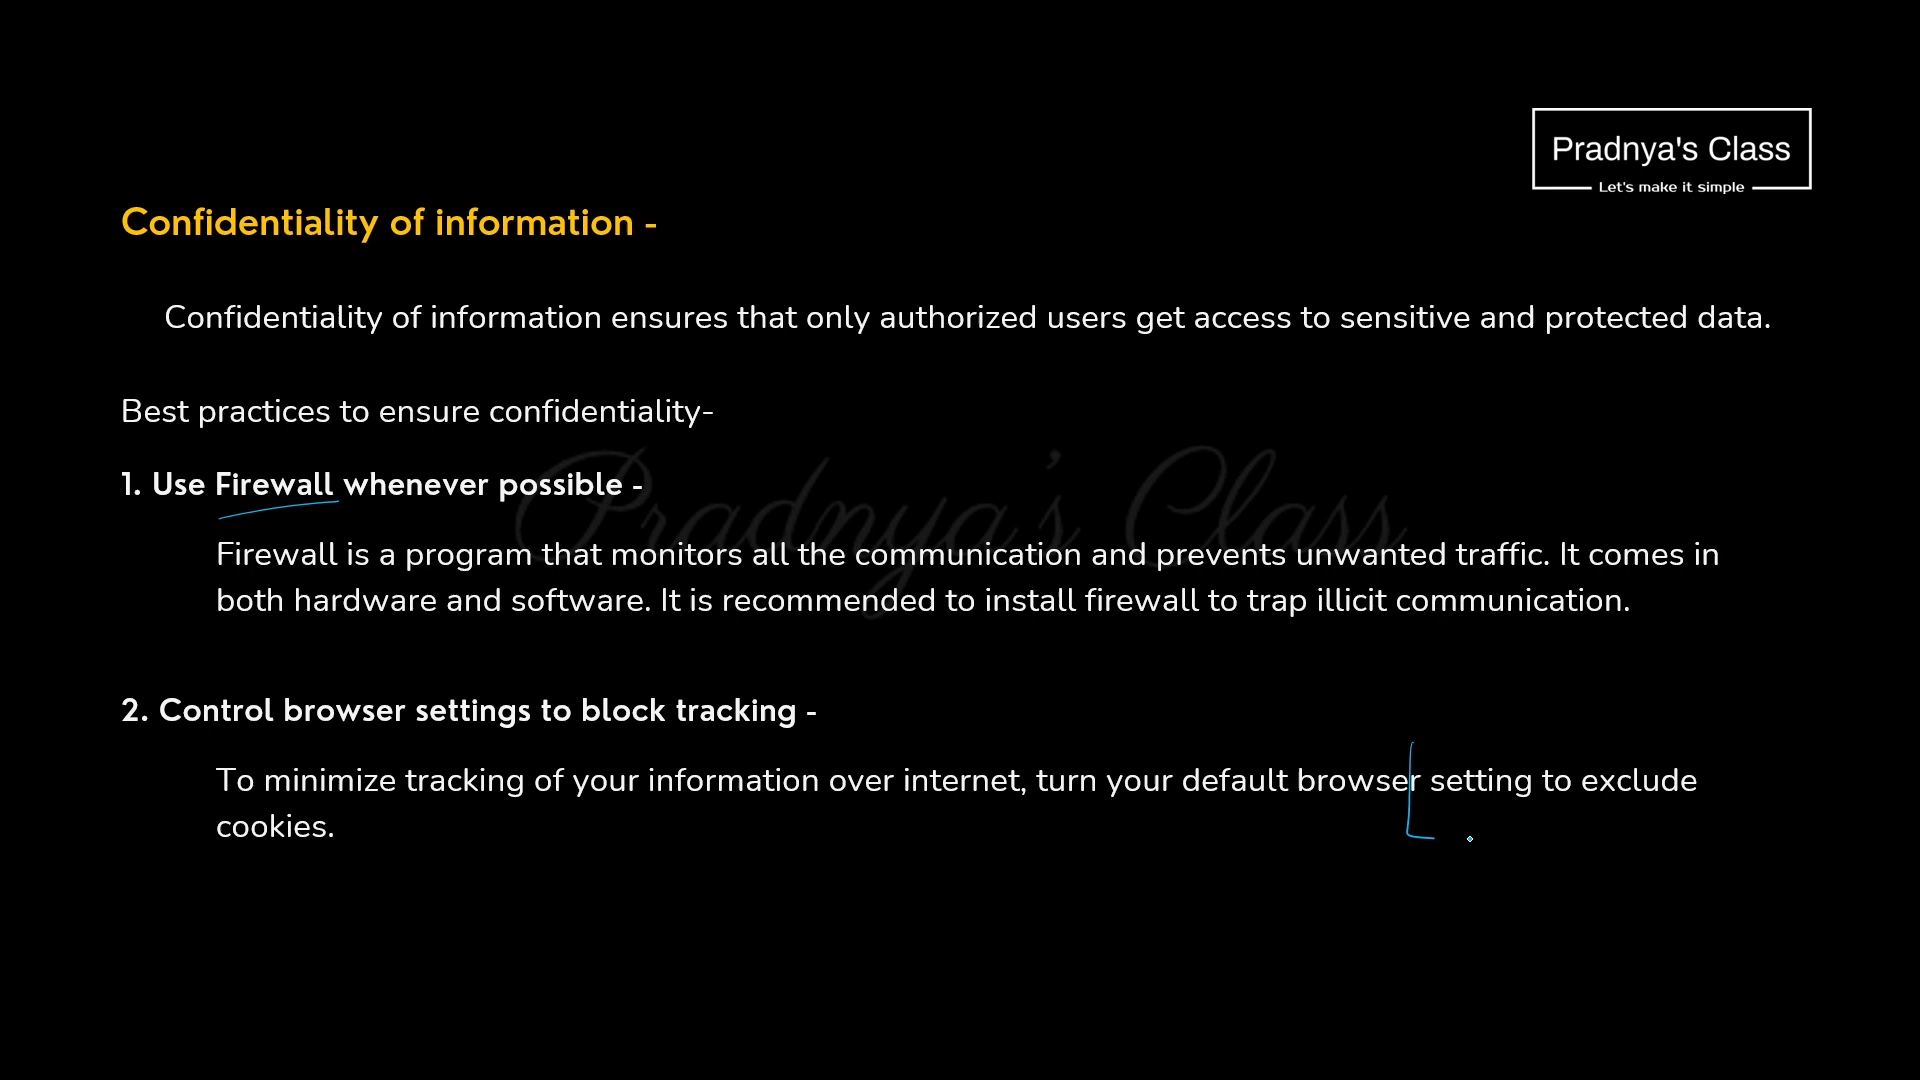 Pradnya's Class
Let's make it simple
Confidentiality of information -
Confidentiality of information ensures that only authorized users get access to sensitive and protected data.
Best practices to ensure confidentiality-
1. Use Firewall whenever possible -
Pradnya's Class
Firewall is a program that monitors all the communication and prevents unwanted traffic. It comes in
both hardware and software. It is recommended to install firewall to trap illicit communication.
2. Control browser settings to block tracking -
To minimize tracking of your information over internet, turn your default browser setting to exclude
cookies.